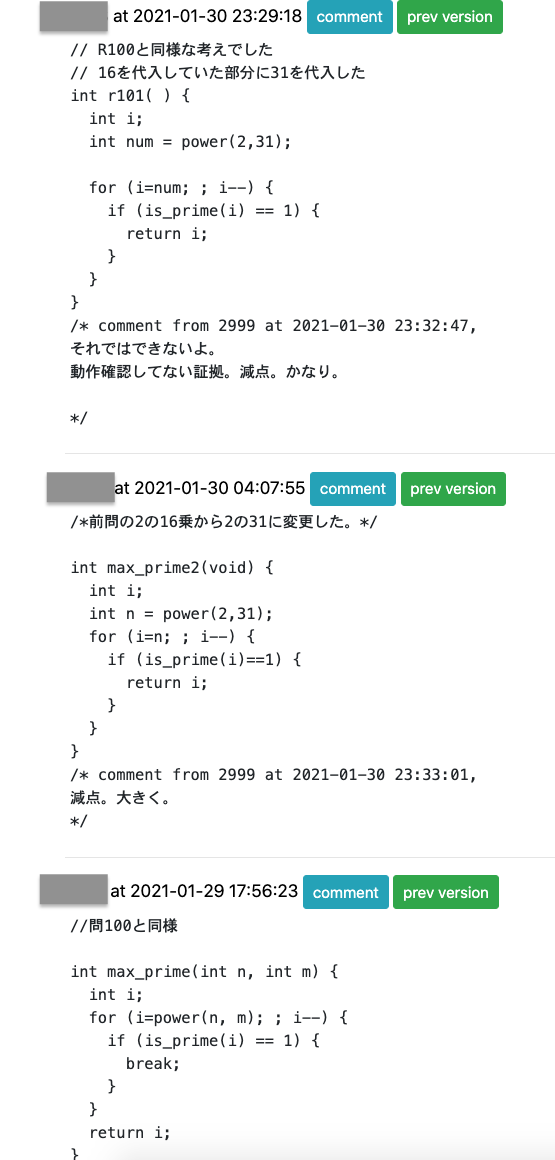 at 2021-01-30 23:29:18 comment prev version
// R100と同様な考えでした
// 16を代入していた部分に31を代入した
int r101( ) {
int i;
int num = power(2,31);
for (i=num; ; i--) {
if (is_prime(i) == 1) {
return i;
}
}
}
/* comment from 2999 at 2021-01-30 23:32:47,
それではできないよ。
動作確認してない証拠。減点。かなり。
*/
at 2021-01-30 04:07:55 comment prev version
/*前問の2の16乗から2の31に変更した。*/
int max_prime2(void) {
int i;
int n = power(2,31);
for (i=n; ; i--) {
if (is_prime(i)==1) {
return i;
}
}
}
/* comment from 2999 at 2021-01-30 23:33:01,
減点。大きく。
*/
at 2021-01-29 17:56:23 comment prev version
//問100と同様
int max_prime(int n, int m) {
int i;
for (i=power(n, m); ; i--) {
if (is_prime(i) == 1) {
break;
}
}
return i;
}